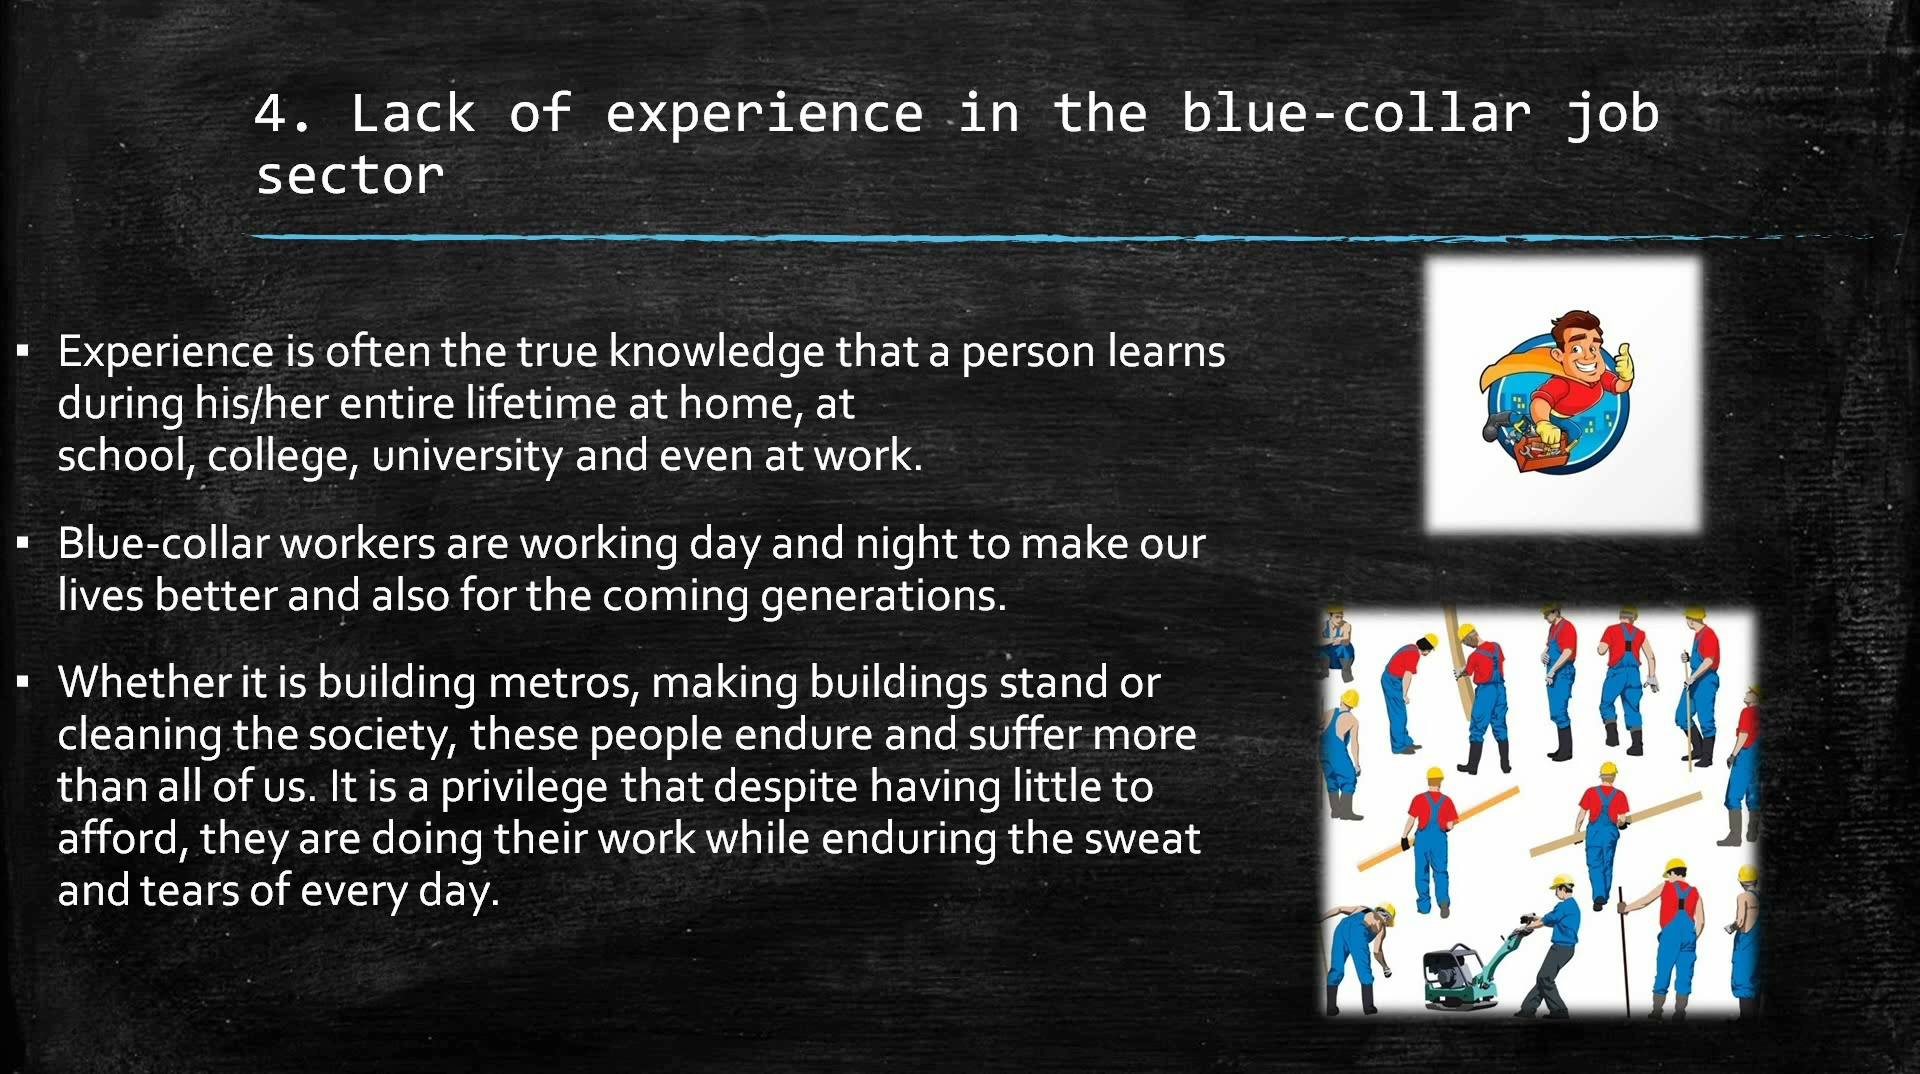 4. Lack of experience in the blue-collar job
sector
▪ Experience is often the true knowledge that a person learns
during his/her entire lifetime at home, at
school, college, university and even at work.
▪ Blue-collar workers are working day and night to make our
lives better and also for the coming generations.
▪ Whether it is building metros, making buildings stand or
cleaning the society, these people endure and suffer more
than all of us. It is a privilege that despite having little to
afford, they are doing their work while enduring the sweat
and tears of every day.